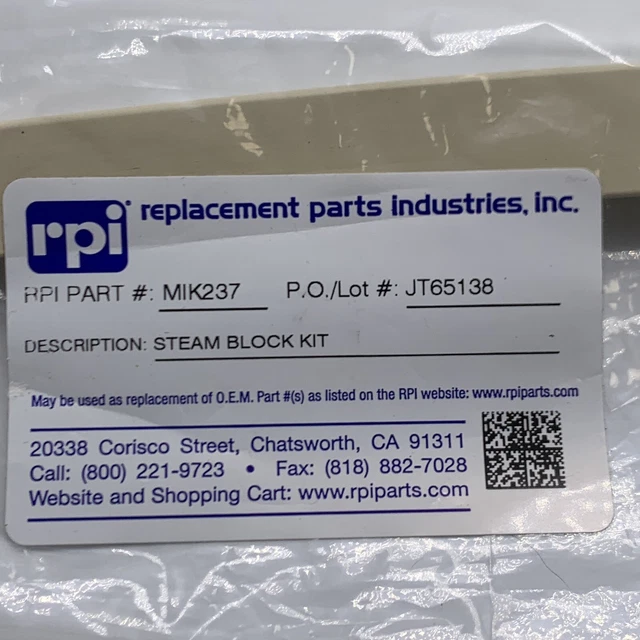 rpi® replacement parts industries, inc.
RPI PART #: MIK237 P.O./Lot #: JT65138
DESCRIPTION: STEAM BLOCK KIT
May be used as replacement of O.E.M. Part #(s) as listed on the RPI website: www.rpiparts.com
20338 Corisco Street, Chatsworth, CA 91311
Call: (800) 221-9723 • Fax: (818) 882-7028
Website and Shopping Cart: www.rpiparts.com